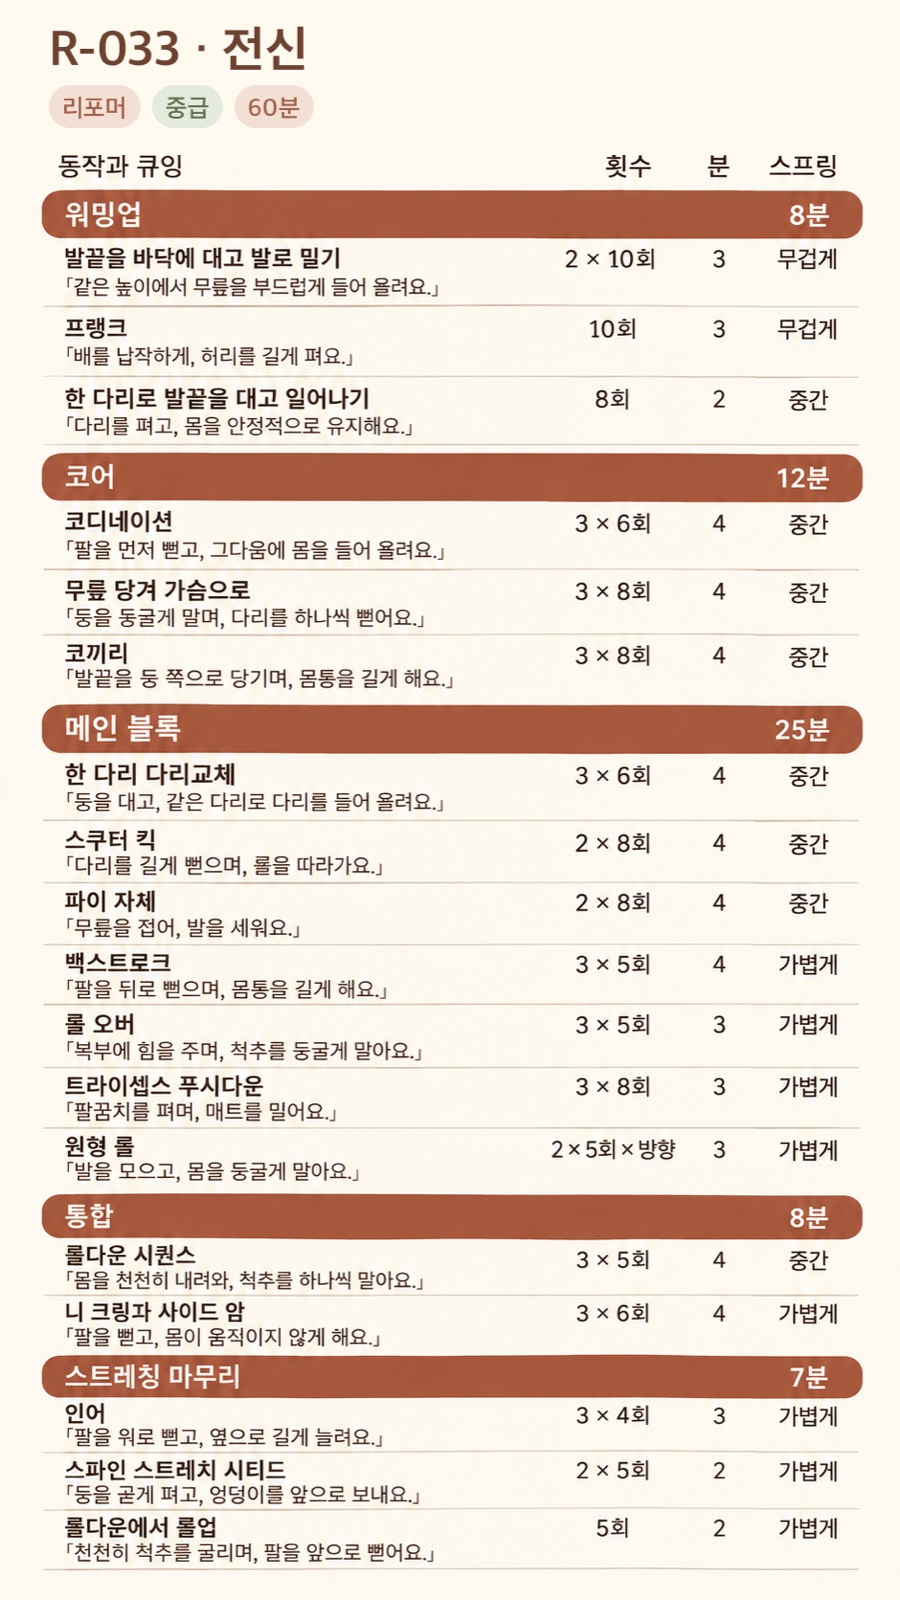 R-033 · 전신
리포머 중급 60분
동작과 큐잉 횟수 분 스프링
워밍업 8분
발끝을 바닥에 대고 발로 밀기 2 × 10회 3 무겁게
「같은 높이에서 무릎을 부드럽게 들어 올려요.」
프랭크 10회 3 무겁게
「배를 납작하게, 허리를 길게 펴요.」
한 다리로 발끝을 대고 일어나기 8회 2 중간
「다리를 펴고, 몸을 안정적으로 유지해요.」
코어 12분
코디네이션 3 × 6회 4 중간
「팔을 먼저 뻗고, 그다음에 몸을 들어 올려요.」
무릎 당겨 가슴으로 3 × 8회 4 중간
「등을 둥굴게 말며, 다리를 하나씩 뻗어요.」
코끼리 3 × 8회 4 중간
「발끝을 등 쪽으로 당기며, 몸통을 길게 해요.」
메인 블록 25분
한 다리 다리교체 3 × 6회 4 중간
「등을 대고, 같은 다리로 다리를 들어 올려요.」
스쿠터 킥 2 × 8회 4 중간
「다리를 길게 뻗으며, 롤을 따라가요.」
파이 자체 2 × 8회 4 중간
「무릎을 접어, 발을 세워요.」
백스트로크 3 × 5회 4 가볍게
「팔을 뒤로 뻗으며, 몸통을 길게 해요.」
롤 오버 3 × 5회 3 가볍게
「복부에 힘을 주며, 척추를 둥굴게 말아요.」
트라이셉스 푸시다운 3 × 8회 3 가볍게
「팔꿈치를 펴며, 매트를 밀어요.」
원형 롤 2×5회×방향 3 가볍게
「발을 모으고, 몸을 둥굴게 말아요.」
통합 8분
롤다운 시퀀스 3 × 5회 4 중간
「몸을 천천히 내려와, 척추를 하나씩 말아요.」
니 크링과 사이드 암 3 × 6회 4 가볍게
「팔을 뻗고, 몸이 움직이지 않게 해요.」
스트레칭 마무리 7분
인어 3 × 4회 3 가볍게
「팔을 워로 뻗고, 옆으로 길게 늘려요.」
스파인 스트레치 시티드 2 × 5회 2 가볍게
「등을 곧게 펴고, 엉덩이를 앞으로 보내요.」
롤다운에서 롤업 5회 2 가볍게
「천천히 척추를 굴리며, 팔을 앞으로 뻗어요.」